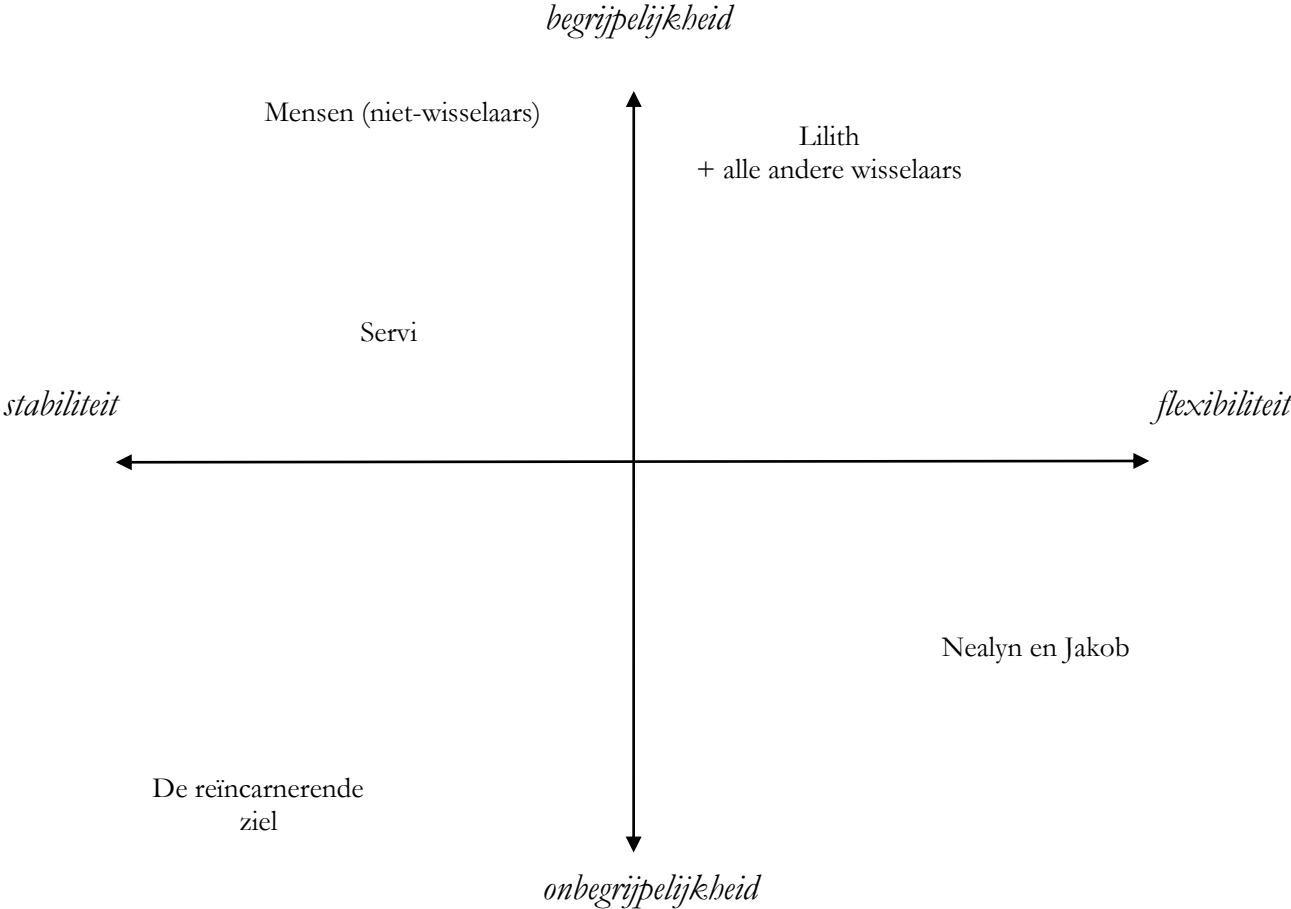 begrijpelijkheid
Mensen (niet-wisselaars)
Lilith
+ alle andere wisselaars
Servi
stabiliteit
flexibiliteit
Nealyn en Jakob
De reïncarnerende
ziel
onbegrijpelijkheid